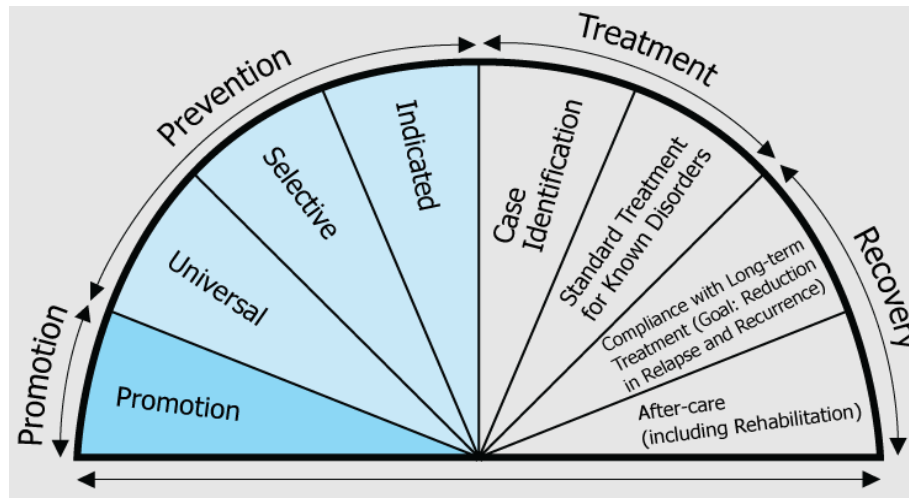 Promotion
Prevention
Treatment
Recovery
Promotion
Universal
Selective
Indicated
Case
Identification
Standard Treatment
for Known Disorders
Compliance with Long-term
Treatment (Goal: Reduction
in Relapse and Recurrence)
After-care
(including Rehabilitation)